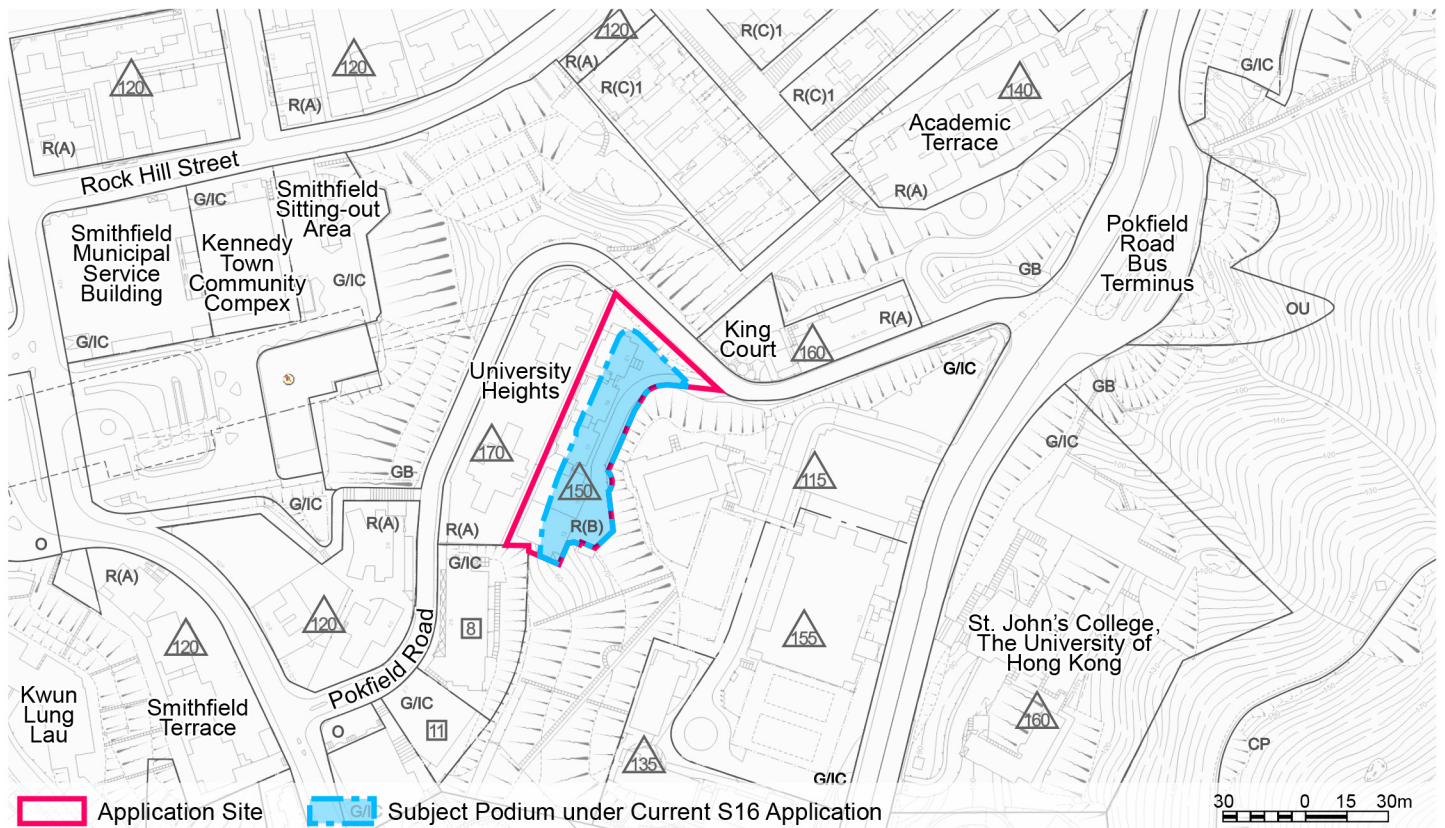 120
120
120
R(A)
R(A)
R(C)1
R(C)1
R(C)1
G/IC
140
Academic
Terrace
R(A)
R(A)
R(A)
Rock Hill Street
G/IC
Smithfield
Sitting-out
Area
G/IC
Smithfield
Municipal
Service
Building
G/IC
Kennedy
Town
Community
Compex
Pokfield
Road
Bus
Terminus
GB
OU
King
Court
160
R(A)
G/IC
GB
University
Heights
170
R(A)
150
R(B)
115
G/IC
GB
G/IC
R(A)
O
R(A)
120
120
G/IC
8
Pokfield Road
G/IC
11
O
Kwun
Lung
Lau
Smithfield
Terrace
155
135
G/IC
St. John's College,
The University of
Hong Kong
160
CP
Application Site
G/IC
Subject Podium under Current S16 Application
30 0 15 30m